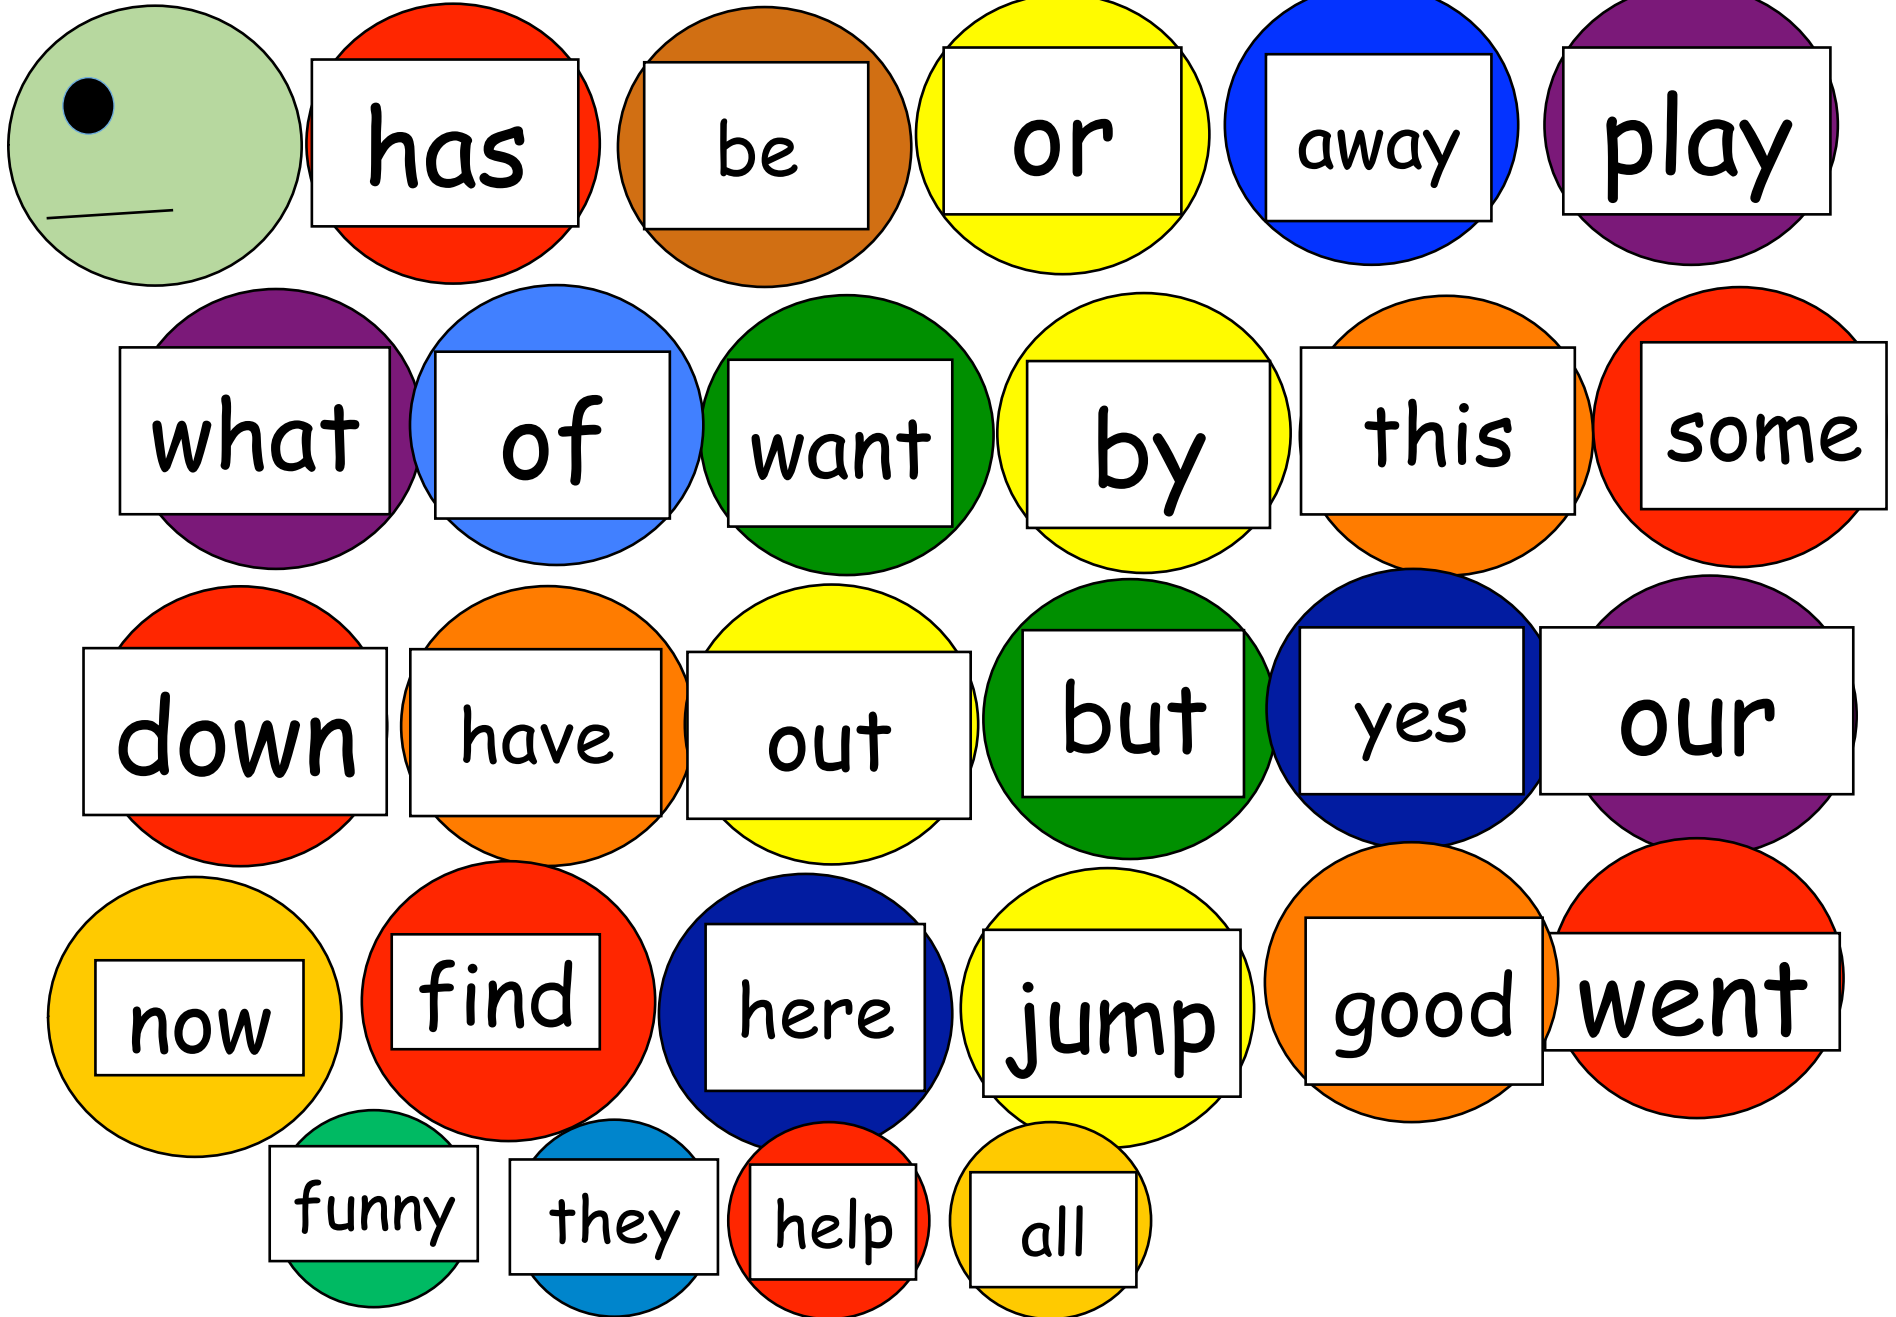 has be or away play
what of want by this some
down have out but yes our
now find here jump good went
funny they help all